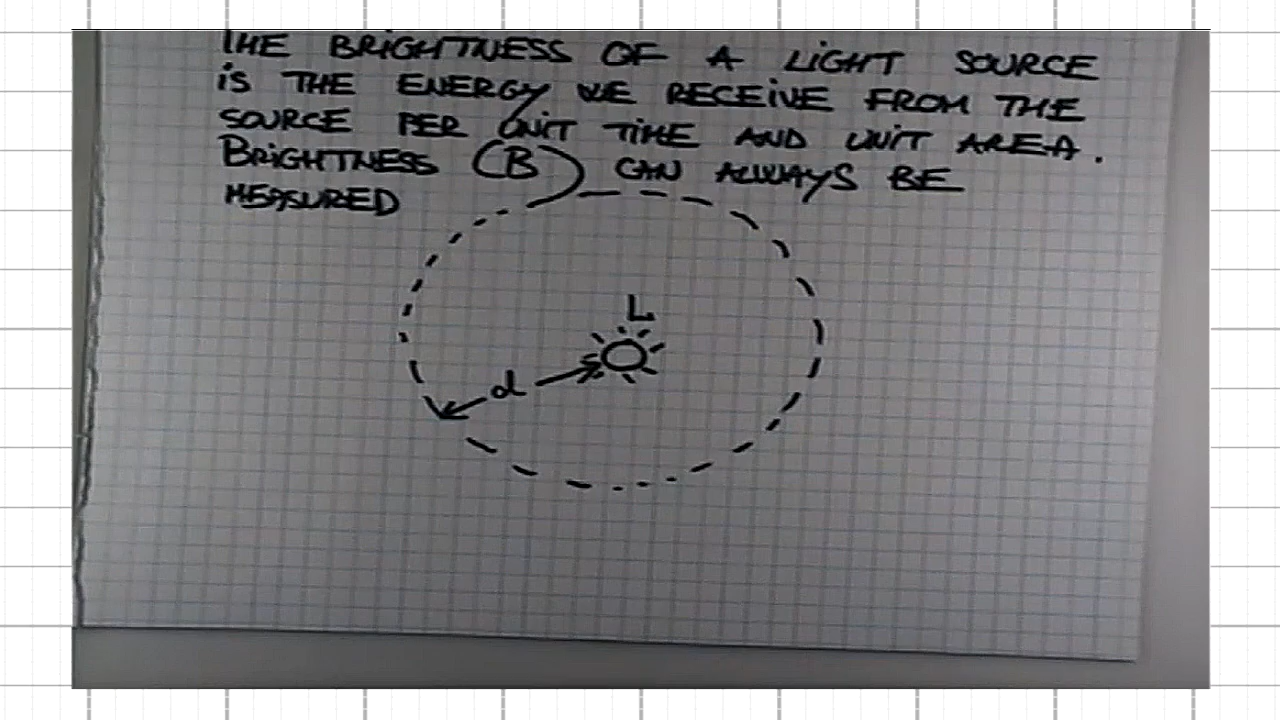 THE BRIGHTNESS OF A LIGHT SOURCE
IS THE ENERGY WE RECEIVE FROM THE
SOURCE PER UNIT TIME AND UNIT AREA.
BRIGHTNESS (B) CAN ALWAYS BE
MEASURED
L
d